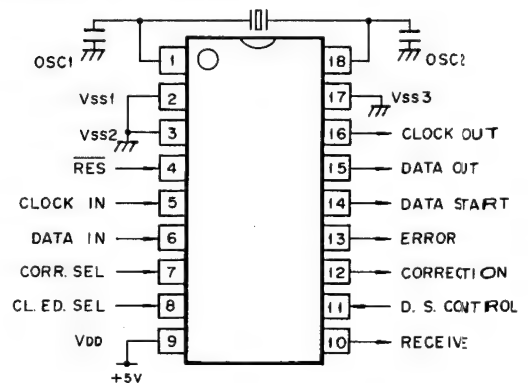 OSC1 1 18 OSC2
Vss1 2 17 Vss3
Vss2 3 16 CLOCK OUT
RES 4 15 DATA OUT
CLOCK IN 5 14 DATA START
DATA IN 6 13 ERROR
CORR. SEL 7 12 CORRECTION
CL. ED. SEL 8 11 D. S. CONTROL
VDD 9 10 RECEIVE
+5V